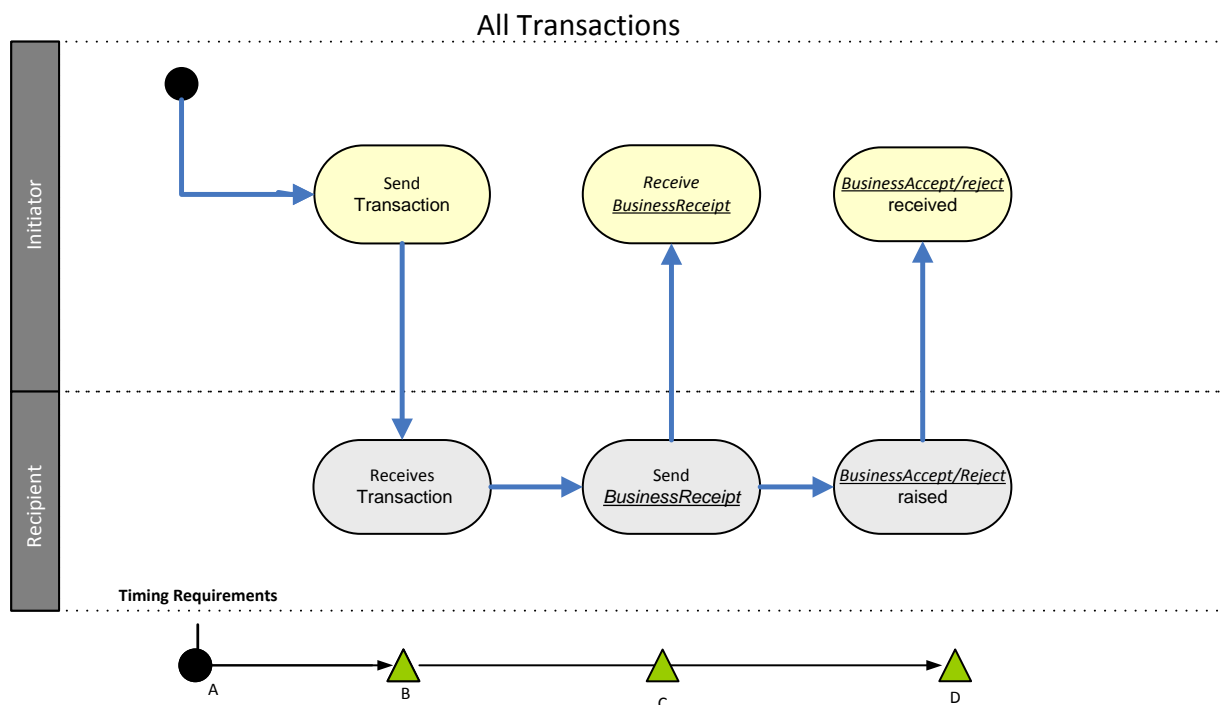 All Transactions
Initiator
Send
Transaction
Receive
BusinessReceipt
BusinessAccept/reject
received
Recipient
Receives
Transaction
Send
BusinessReceipt
BusinessAccept/Reject
raised
Timing Requirements
A
B
C
D